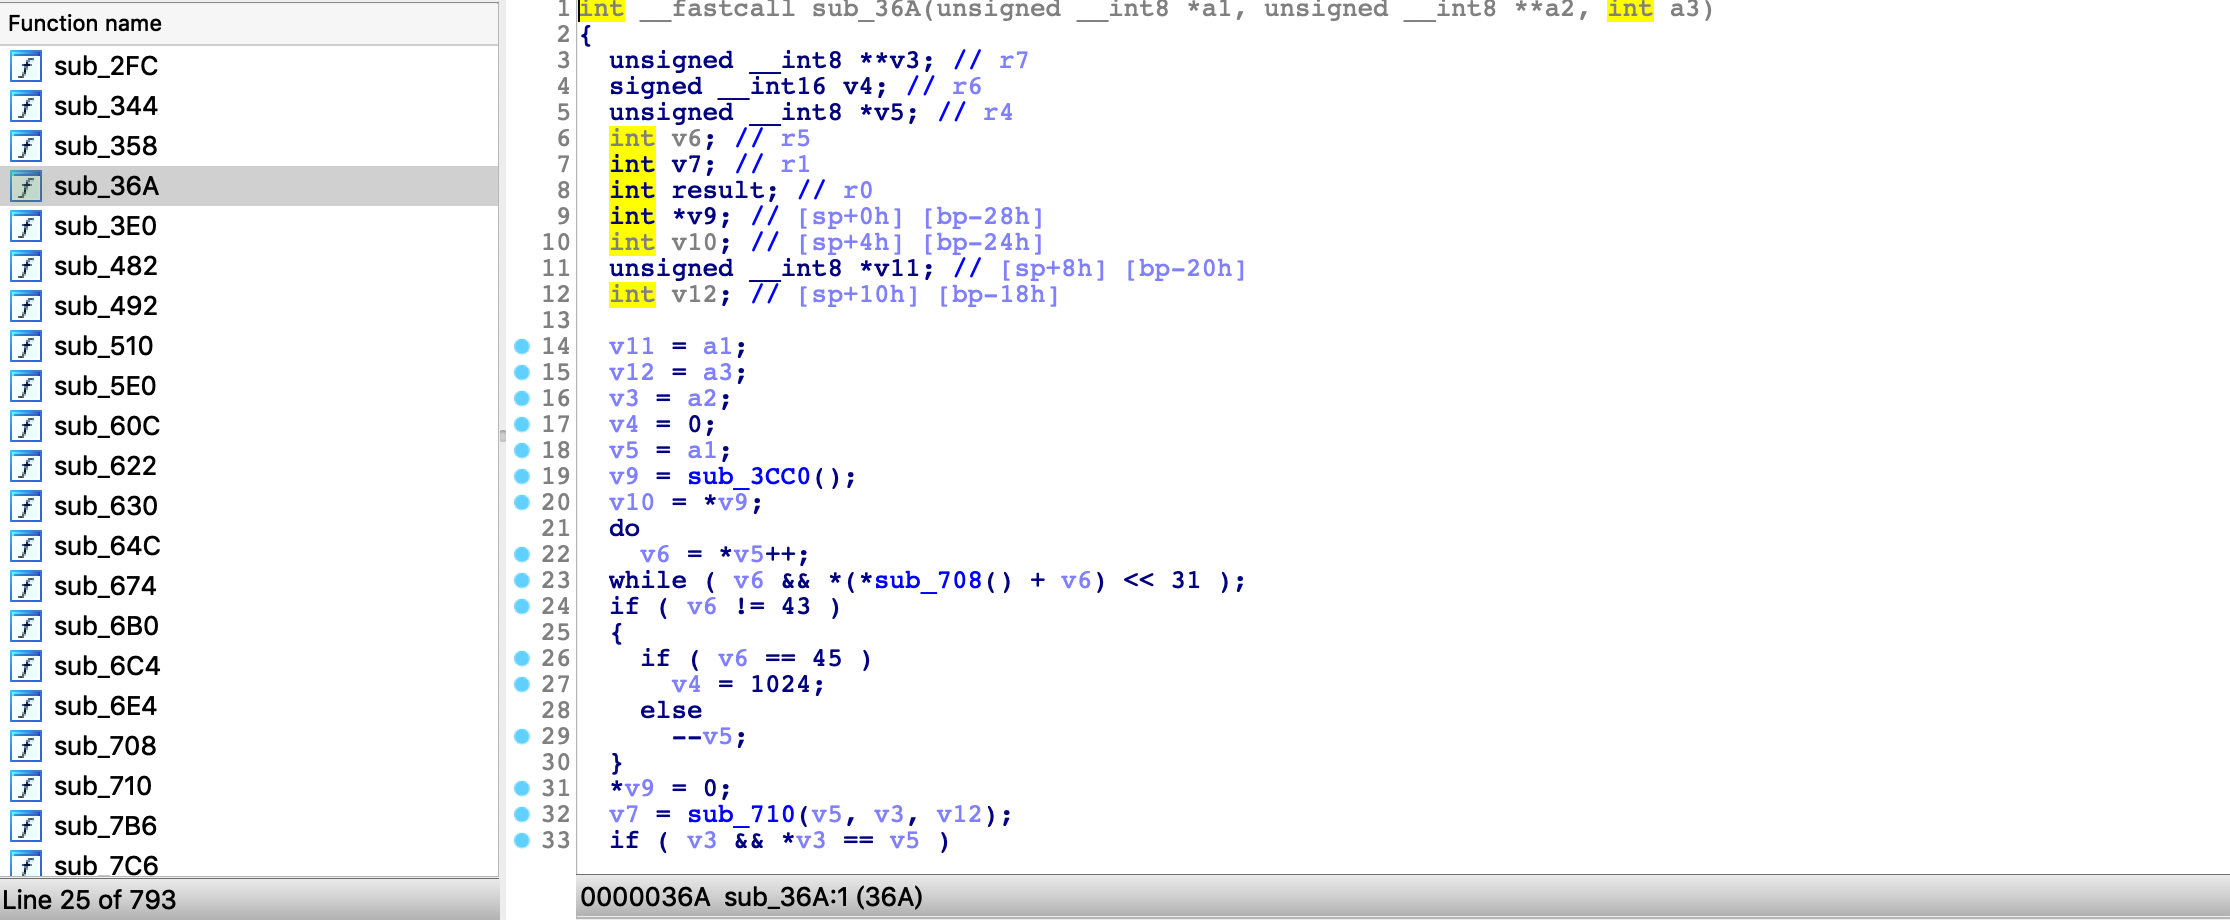 Function name
sub_2FC
sub_344
sub_358
sub_36A
sub_3E0
sub_482
sub_492
sub_510
sub_5E0
sub_60C
sub_622
sub_630
sub_64C
sub_674
sub_6B0
sub_6C4
sub_6E4
sub_708
sub_710
sub_7B6
sub_7C6
Line 25 of 793
1 int __fastcall sub_36A(unsigned __int8 *a1, unsigned __int8 **a2, int a3)
2 {
3 unsigned __int8 **v3; // r7
4 signed __int16 v4; // r6
5 unsigned __int8 *v5; // r4
6 int v6; // r5
7 int v7; // r1
8 int result; // r0
9 int *v9; // [sp+0h] [bp-28h]
10 int v10; // [sp+4h] [bp-24h]
11 unsigned __int8 *v11; // [sp+8h] [bp-20h]
12 int v12; // [sp+10h] [bp-18h]
13
14 v11 = a1;
15 v12 = a3;
16 v3 = a2;
17 v4 = 0;
18 v5 = a1;
19 v9 = sub_3CC0();
20 v10 = *v9;
21 do
22 v6 = *v5++;
23 while ( v6 && *(*sub_708() + v6) << 31 );
24 if ( v6 != 43 )
25 {
26 if ( v6 == 45 )
27 v4 = 1024;
28 else
29 --v5;
30 }
31 *v9 = 0;
32 v7 = sub_710(v5, v3, v12);
33 if ( v3 && *v3 == v5 )
0000036A sub_36A:1 (36A)